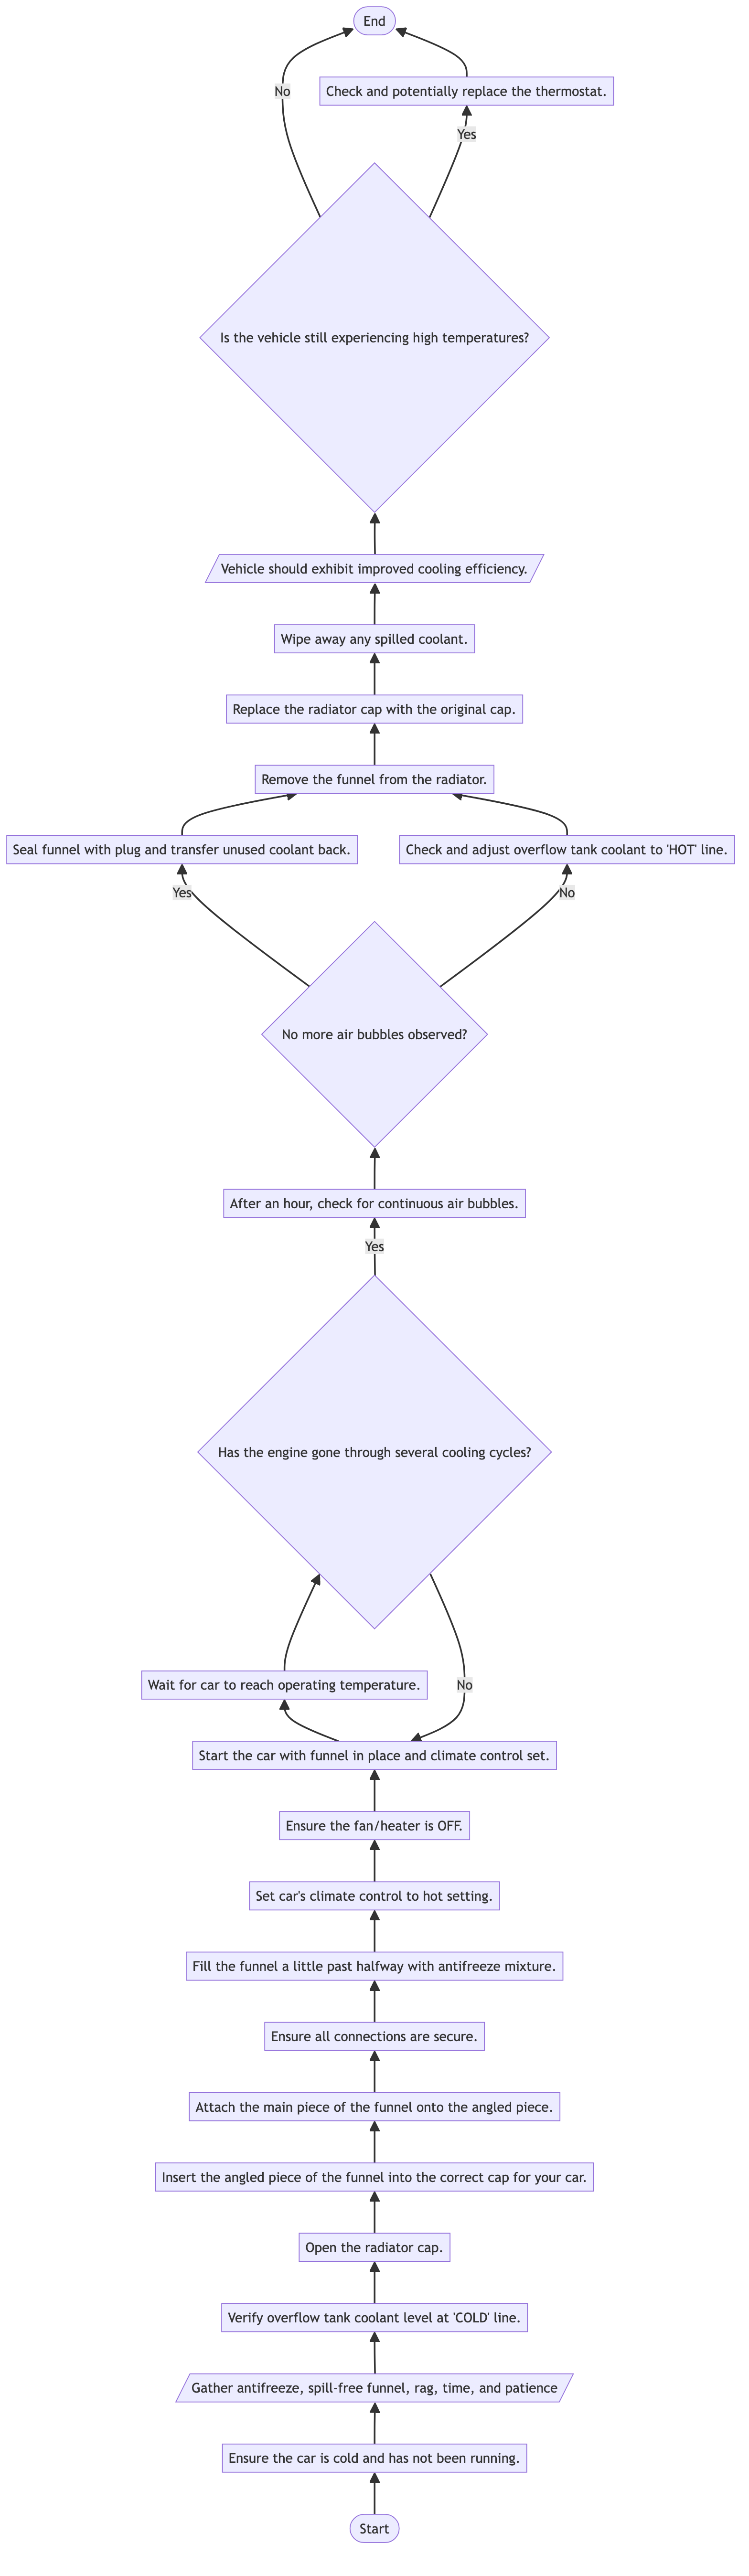 End
No
Check and potentially replace the thermostat.
Yes
Is the vehicle still experiencing high temperatures?
Vehicle should exhibit improved cooling efficiency.
Wipe away any spilled coolant.
Replace the radiator cap with the original cap.
Remove the funnel from the radiator.
Seal funnel with plug and transfer unused coolant back.
Check and adjust overflow tank coolant to 'HOT' line.
Yes
No
No more air bubbles observed?
After an hour, check for continuous air bubbles.
Yes
Has the engine gone through several cooling cycles?
Wait for car to reach operating temperature.
No
Start the car with funnel in place and climate control set.
Ensure the fan/heater is OFF.
Set car's climate control to hot setting.
Fill the funnel a little past halfway with antifreeze mixture.
Ensure all connections are secure.
Attach the main piece of the funnel onto the angled piece.
Insert the angled piece of the funnel into the correct cap for your car.
Open the radiator cap.
Verify overflow tank coolant level at 'COLD' line.
Gather antifreeze, spill-free funnel, rag, time, and patience
Ensure the car is cold and has not been running.
Start